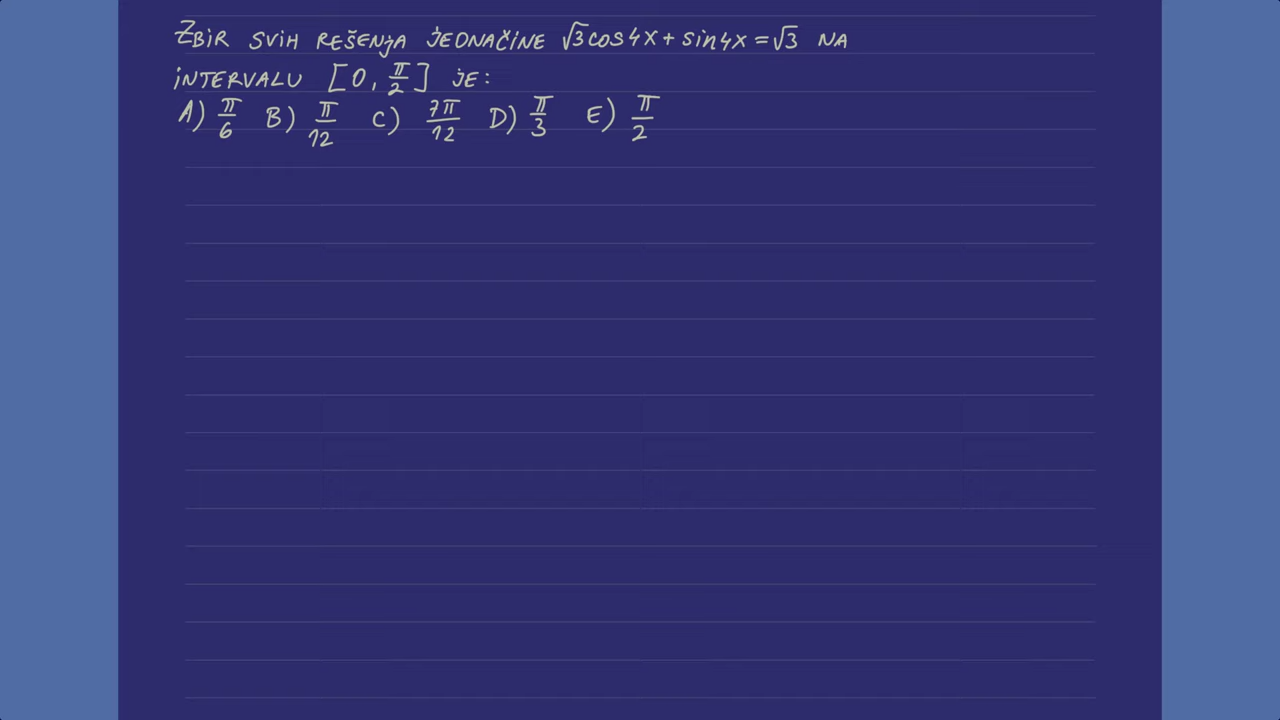 ZBIR SVIH REŠENJA JEDNAČINE √3cos4x + sin4x = √3 NA
INTERVALU [0, π/2] JE:
A) π/6 B) π/12 C) 7π/12 D) π/3 E) π/2